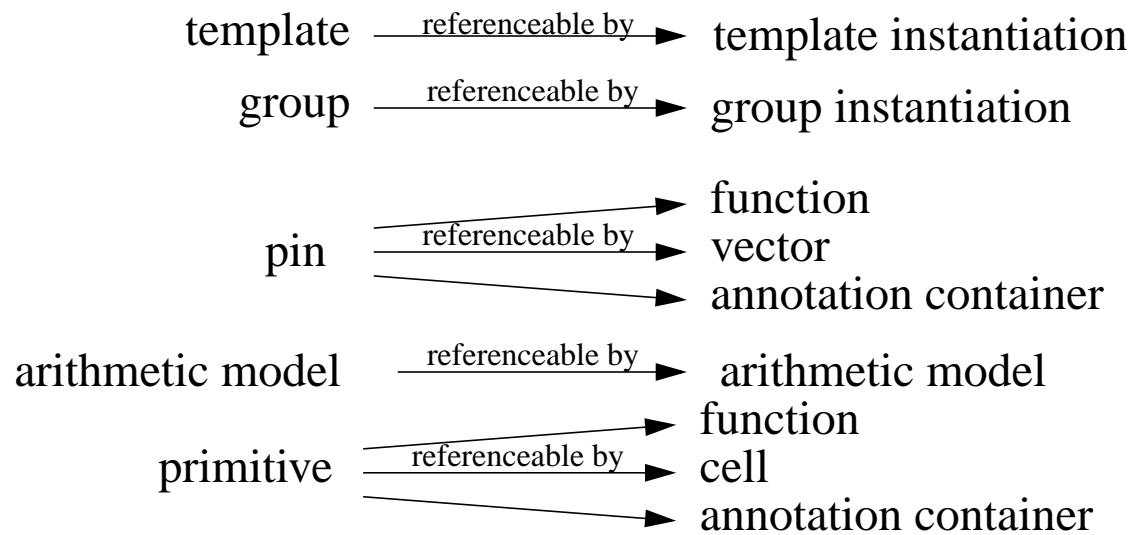 template referenceable by template instantiation
group referenceable by group instantiation
function
pin referenceable by vector
annotation container
arithmetic model referenceable by arithmetic model
function
primitive referenceable by cell
annotation container